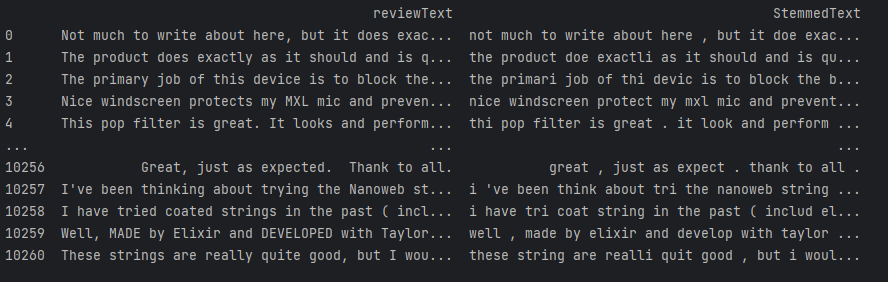 reviewText StemmedText
0 Not much to write about here, but it does exac... not much to write about here , but it doe exac...
1 The product does exactly as it should and is q... the product doe exactli as it should and is qu...
2 The primary job of this device is to block the... the primari job of thi devic is to block the b...
3 Nice windscreen protects my MXL mic and preven... nice windscreen protect my mxl mic and prevent...
4 This pop filter is great. It looks and perform... thi pop filter is great . it look and perform ...
... ... ...
10256 Great, just as expected.  Thank to all. great , just as expect . thank to all .
10257 I've been thinking about trying the Nanoweb st... i 've been think about tri the nanoweb string ...
10258 I have tried coated strings in the past ( incl... i have tri coat string in the past ( includ el...
10259 Well, MADE by Elixir and DEVELOPED with Taylor... well , made by elixir and develop with taylor ...
10260 These strings are really quite good, but I wou... these string are realli quit good , but i woul...